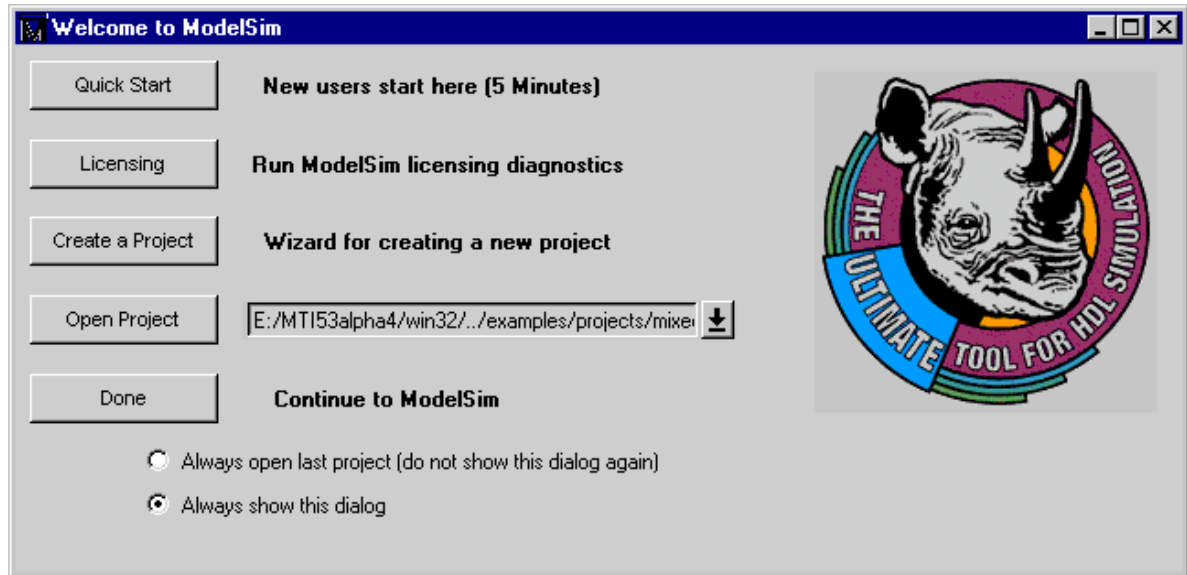 Welcome to ModelSim
Quick Start
New users start here (5 Minutes)
Licensing
Run ModelSim licensing diagnostics
Create a Project
Wizard for creating a new project
Open Project
E:/MTI53alpha4/win32/../examples/projects/mixe
Done
Continue to ModelSim
Always open last project (do not show this dialog again)
Always show this dialog
THE ULTIMATE TOOL FOR HDL SIMULATION